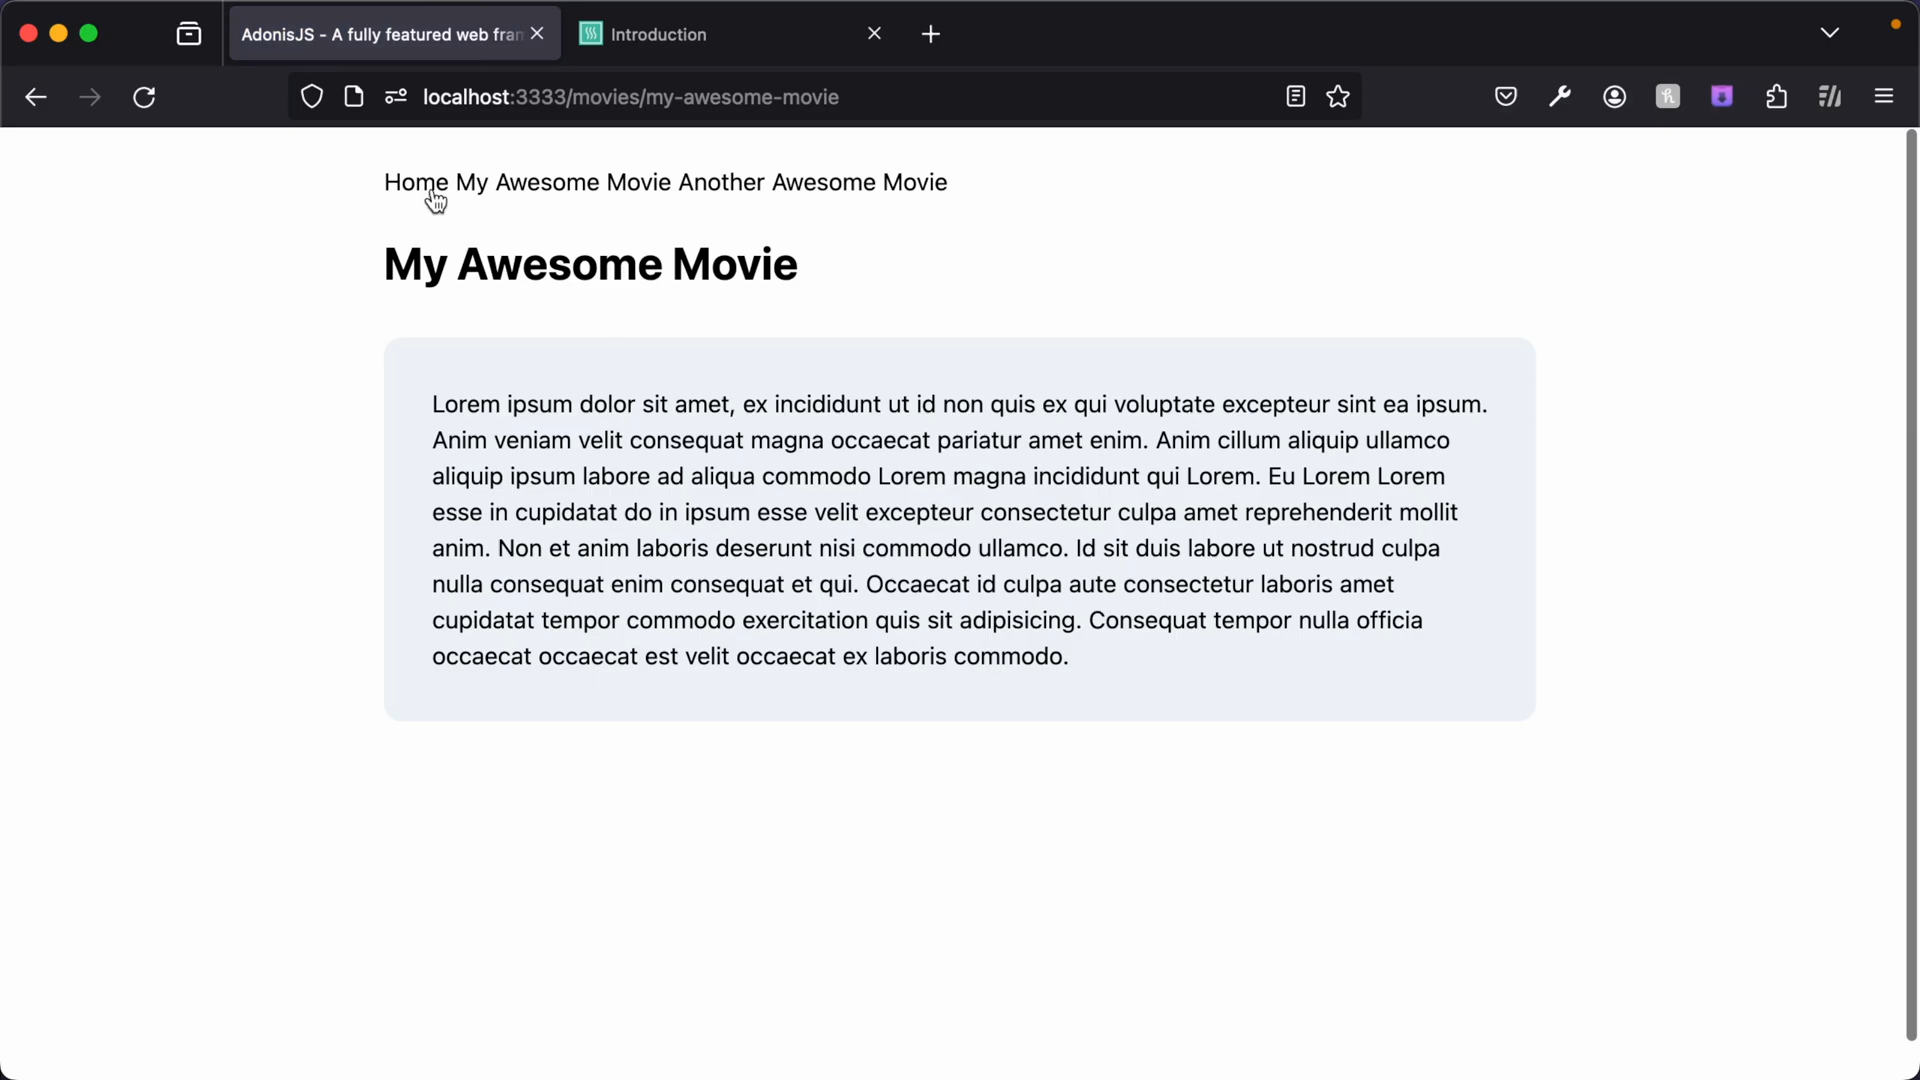 AdonisJS - A fully featured web fran
Introduction
localhost:3333/movies/my-awesome-movie
Home My Awesome Movie Another Awesome Movie
My Awesome Movie
Lorem ipsum dolor sit amet, ex incididunt ut id non quis ex qui voluptate excepteur sint ea ipsum.
Anim veniam velit consequat magna occaecat pariatur amet enim. Anim cillum aliquip ullamco
aliquip ipsum labore ad aliqua commodo Lorem magna incididunt qui Lorem. Eu Lorem Lorem
esse in cupidatat do in ipsum esse velit excepteur consectetur culpa amet reprehenderit mollit
anim. Non et anim laboris deserunt nisi commodo ullamco. Id sit duis labore ut nostrud culpa
nulla consequat enim consequat et qui. Occaecat id culpa aute consectetur laboris amet
cupidatat tempor commodo exercitation quis sit adipisicing. Consequat tempor nulla officia
occaecat occaecat est velit occaecat ex laboris commodo.